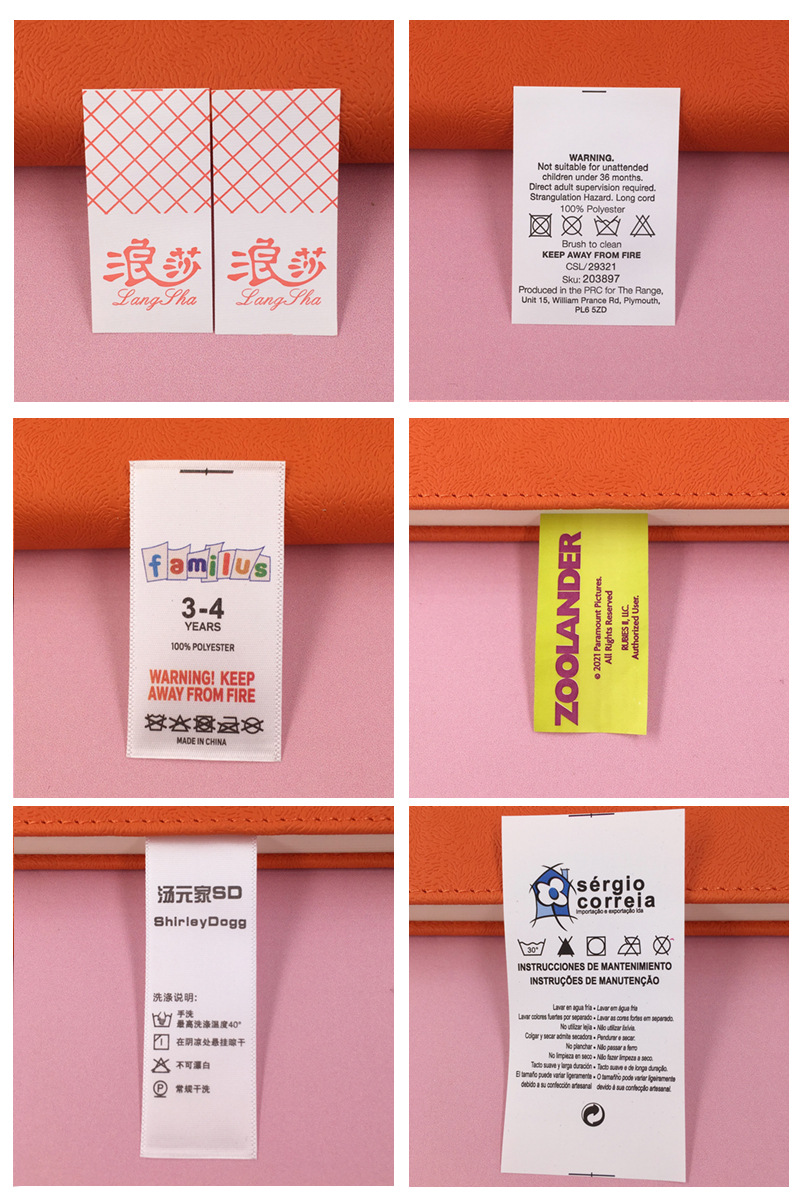 浪莎
LangSha
浪莎
LangSha
WARNING.
Not suitable for unattended
children under 36 months.
Direct adult supervision required.
Strangulation Hazard. Long cord
100% Polyester
Brush to clean
KEEP AWAY FROM FIRE
CSL/29321
Sku: 203897
Produced in the PRC for The Range,
Unit 15, William Prance Rd, Plymouth,
PL6 5ZD
familus
3-4
YEARS
100% POLYESTER
WARNING! KEEP
AWAY FROM FIRE
MADE IN CHINA
ZOOLANDER
© 2021 Paramount Pictures.
All Rights Reserved
RUBIES II, LLC.
Authorized User.
汤元家SD
ShirleyDogg
洗涤说明:
手洗
最高洗涤温度40°
在阴凉处悬挂晾干
不可漂白
P 常规干洗
sérgio
correia
importação e exportação lda
30°
INSTRUCCIONES DE MANTENIMIENTO
INSTRUÇÕES DE MANUTENÇÃO
Lavar en agua fría • Lavar em água fria
Lavar colores fuertes por separado • Lavar as cores fortes em separado.
No utilizar lejía • Não utilizar lixívia.
Colgar y secar admite secadora • Pendurar e secar.
No planchar • Não passar a ferro
No limpieza en seco • Não fazer limpeza a seco.
Tacto suave y larga duración • Tacto suave e de longa duração.
El tamaño puede variar ligeramente • O tamañho pode variar ligeiramente
debido a su confección artesanal devido à sua confecção artesanal.